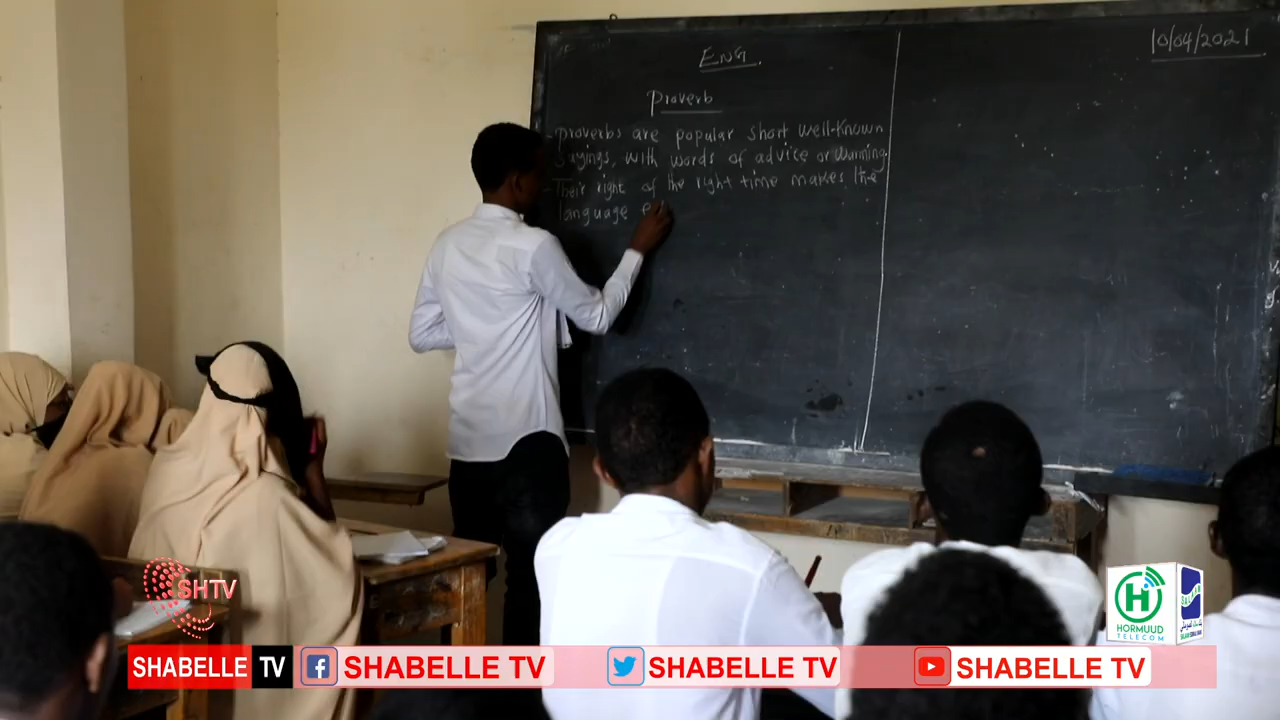 ENG
10/04/2021
Proverb
- Proverbs are popular short well-known
sayings, with words of advice or warning.
- Their right of the right time makes the
language
SHTV
HORMUUD
TELECOM
SALAAM
SHABELLE TV
SHABELLE TV
SHABELLE TV
SHABELLE TV